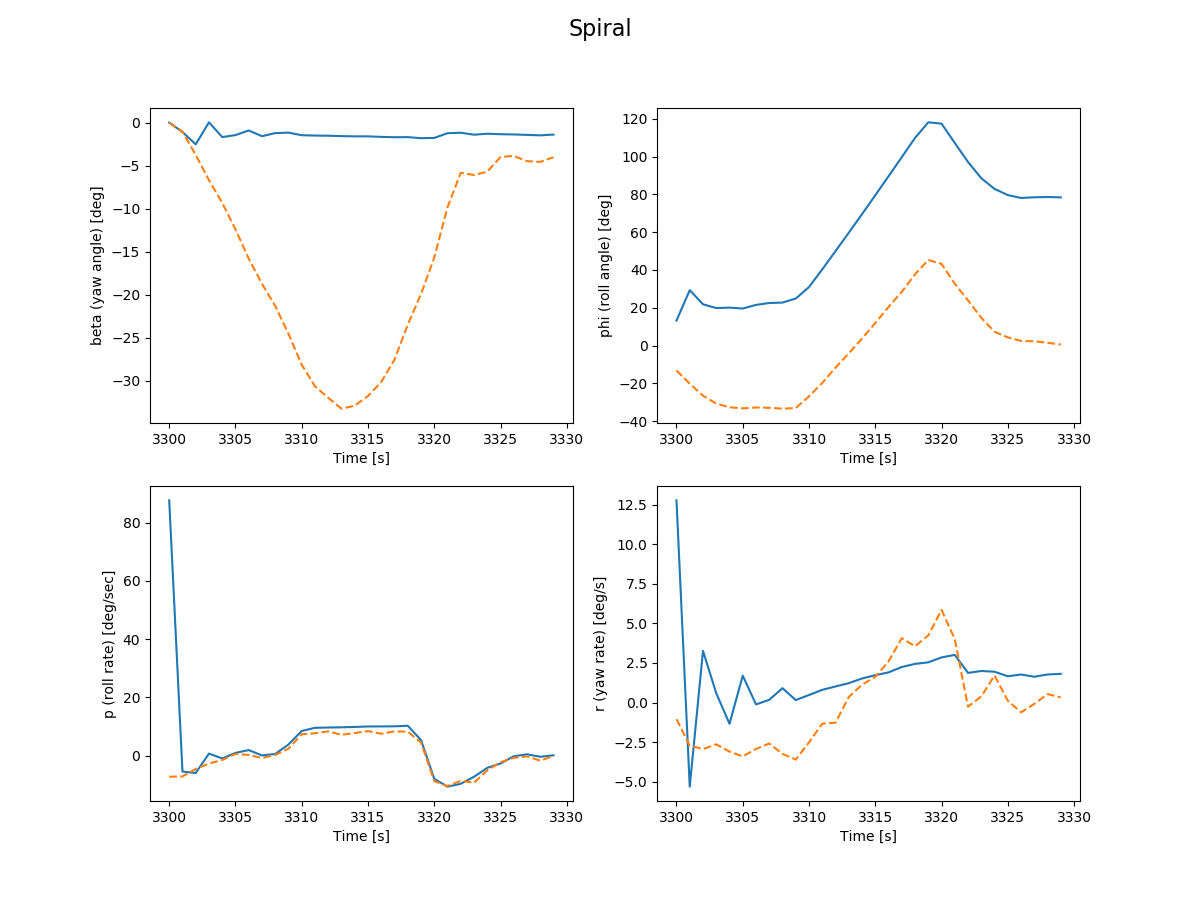 Spiral
beta (yaw angle) [deg]
0
−5
−10
−15
−20
−25
−30
3300 3305 3310 3315 3320 3325 3330
Time [s]
phi (roll angle) [deg]
120
100
80
60
40
20
0
−20
−40
3300 3305 3310 3315 3320 3325 3330
Time [s]
p (roll rate) [deg/sec]
80
60
40
20
0
3300 3305 3310 3315 3320 3325 3330
Time [s]
r (yaw rate) [deg/s]
12.5
10.0
7.5
5.0
2.5
0.0
−2.5
−5.0
3300 3305 3310 3315 3320 3325 3330
Time [s]